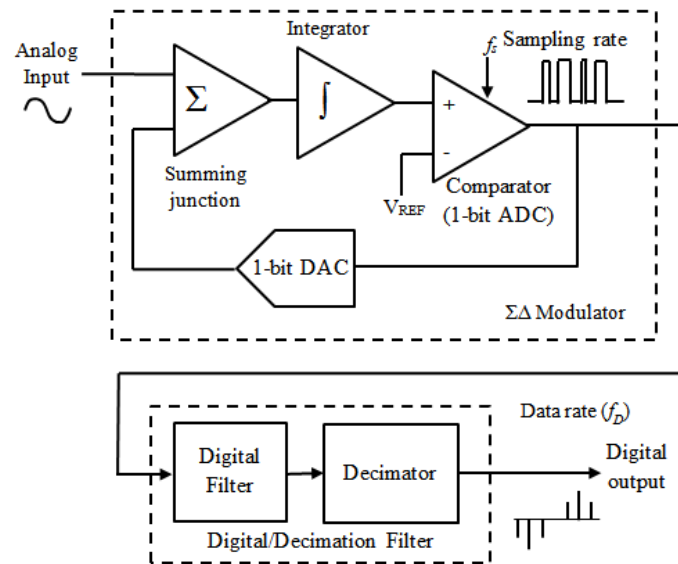 Analog
Input
Σ
Summing
junction
Integrator
∫
fs Sampling rate
+
-
VREF
Comparator
(1-bit ADC)
1-bit DAC
ΣΔ Modulator
Digital
Filter
Decimator
Digital/Decimation Filter
Data rate (fD)
Digital
output